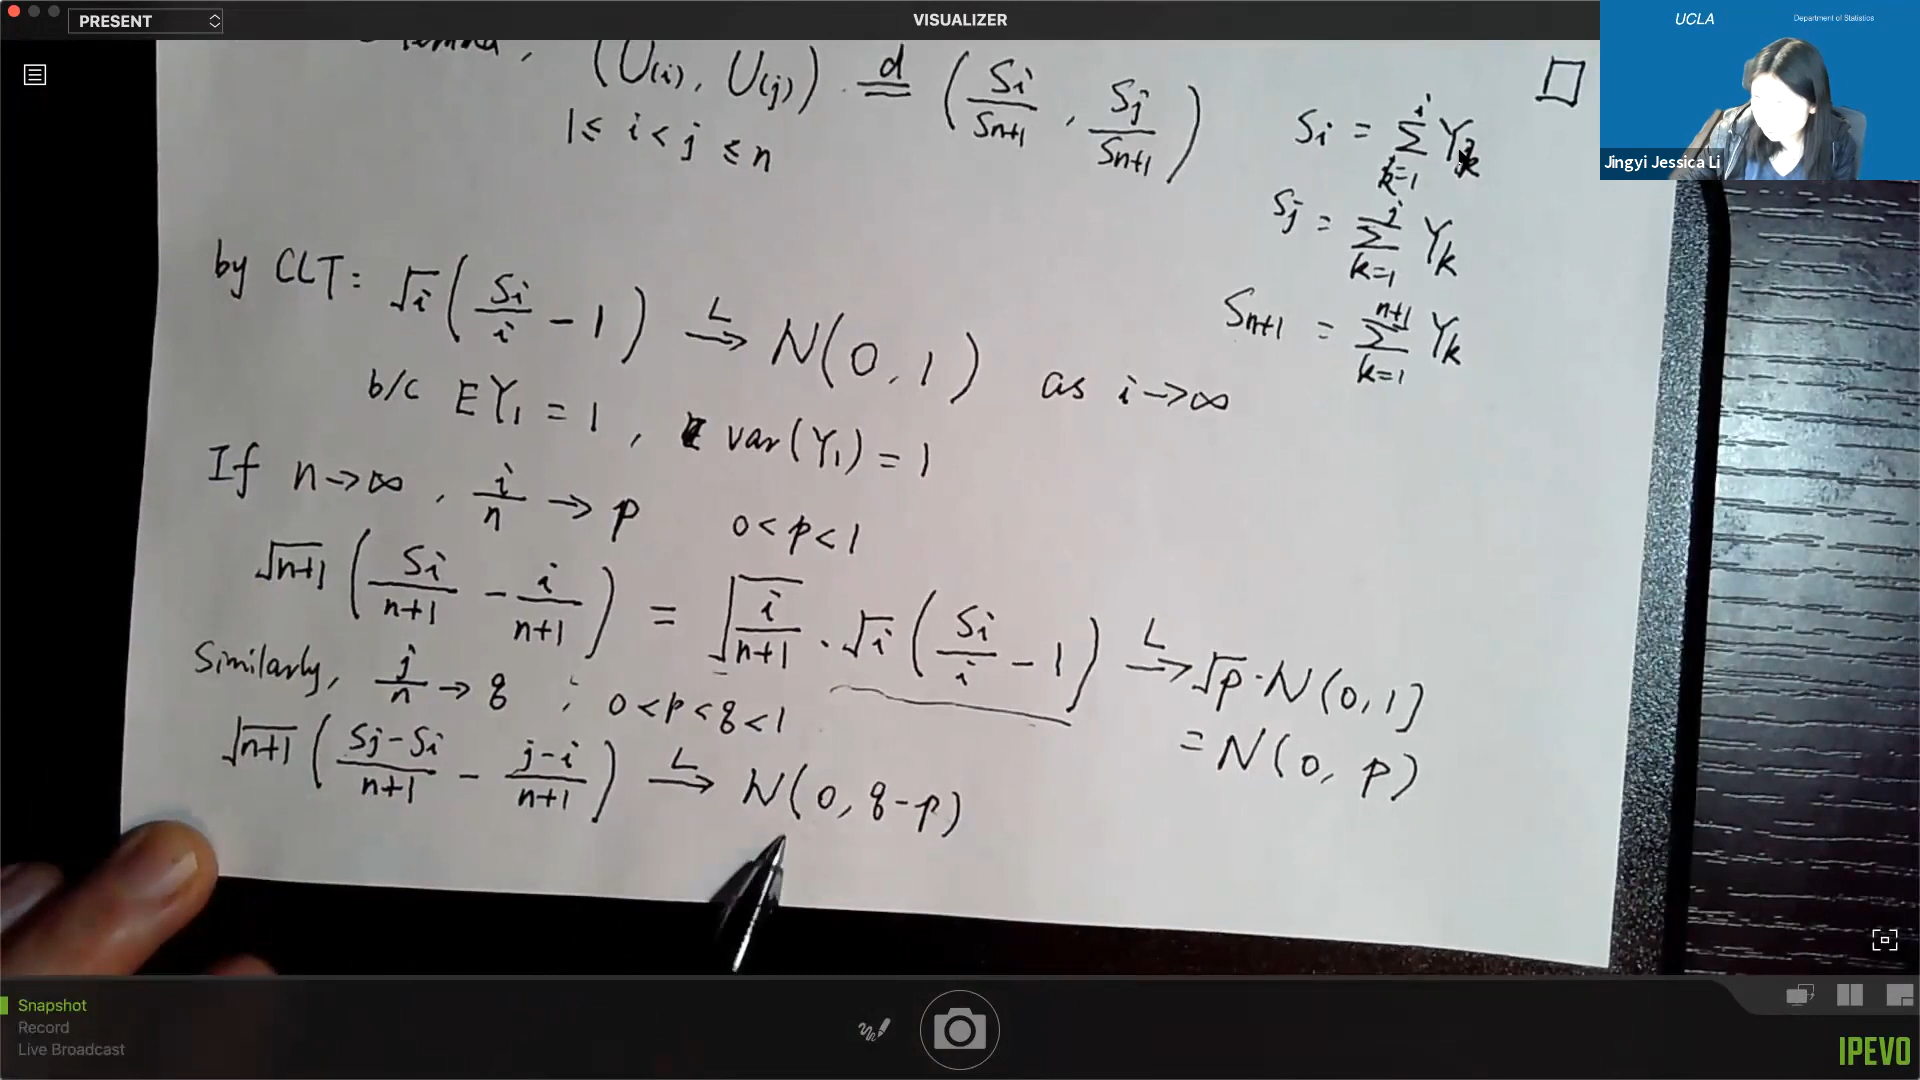 PRESENT
VISUALIZER
UCLA Department of Statistics
Jingyi Jessica Li
(U(i), U(j)) d= (Si/Sn+1, Sj/Sn+1)
1 ≤ i < j ≤ n
Si = Σ_{k=1}^{i} Yk
Sj = Σ_{k=1}^{j} Yk
Sn+1 = Σ_{k=1}^{n+1} Yk
by CLT: √i (Si/i − 1) →L N(0, 1) as i → ∞
b/c EY1 = 1, var(Y1) = 1
If n → ∞, i/n → p 0 < p < 1
√n+1 (Si/n+1 − i/n+1) = √(i/n+1) · √i (Si/i − 1) →L √p · N(0, 1)
= N(0, p)
Similarly, j/n → q ; 0 < p < q < 1
√n+1 (Sj − Si/n+1 − j−i/n+1) →L N(0, q−p)
Snapshot
Record
Live Broadcast
IPEVO